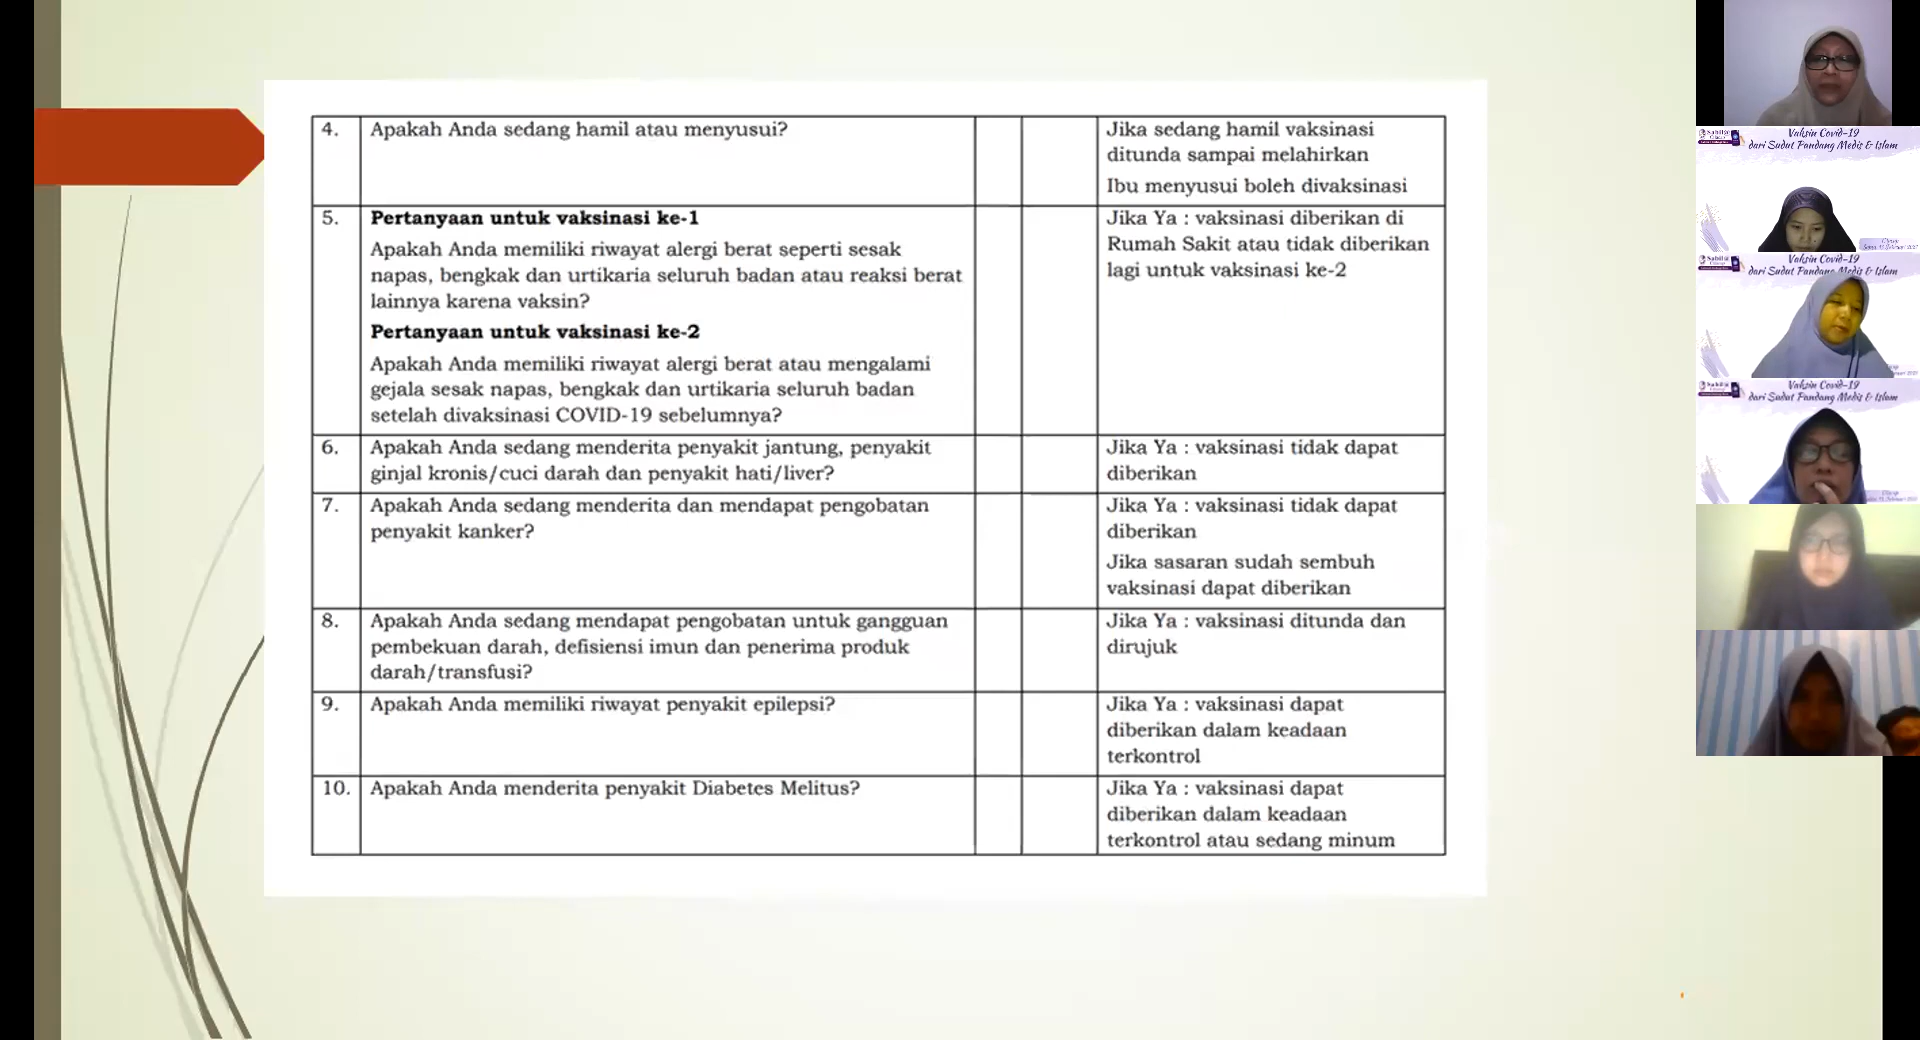 4. Apakah Anda sedang hamil atau menyusui?
Jika sedang hamil vaksinasi
ditunda sampai melahirkan
Ibu menyusui boleh divaksinasi
5. Pertanyaan untuk vaksinasi ke-1
Apakah Anda memiliki riwayat alergi berat seperti sesak
napas, bengkak dan urtikaria seluruh badan atau reaksi berat
lainnya karena vaksin?
Pertanyaan untuk vaksinasi ke-2
Apakah Anda memiliki riwayat alergi berat atau mengalami
gejala sesak napas, bengkak dan urtikaria seluruh badan
setelah divaksinasi COVID-19 sebelumnya?
Jika Ya : vaksinasi diberikan di
Rumah Sakit atau tidak diberikan
lagi untuk vaksinasi ke-2
6. Apakah Anda sedang menderita penyakit jantung, penyakit
ginjal kronis/cuci darah dan penyakit hati/liver?
Jika Ya : vaksinasi tidak dapat
diberikan
7. Apakah Anda sedang menderita dan mendapat pengobatan
penyakit kanker?
Jika Ya : vaksinasi tidak dapat
diberikan
Jika sasaran sudah sembuh
vaksinasi dapat diberikan
8. Apakah Anda sedang mendapat pengobatan untuk gangguan
pembekuan darah, defisiensi imun dan penerima produk
darah/transfusi?
Jika Ya : vaksinasi ditunda dan
dirujuk
9. Apakah Anda memiliki riwayat penyakit epilepsi?
Jika Ya : vaksinasi dapat
diberikan dalam keadaan
terkontrol
10. Apakah Anda menderita penyakit Diabetes Melitus?
Jika Ya : vaksinasi dapat
diberikan dalam keadaan
terkontrol atau sedang minum
Vaksin Covid-19
dari Sudut Pandang Medis & Islam
Vaksin Covid-19
dari Sudut Pandang Medis & Islam
Vaksin Covid-19
dari Sudut Pandang Medis & Islam